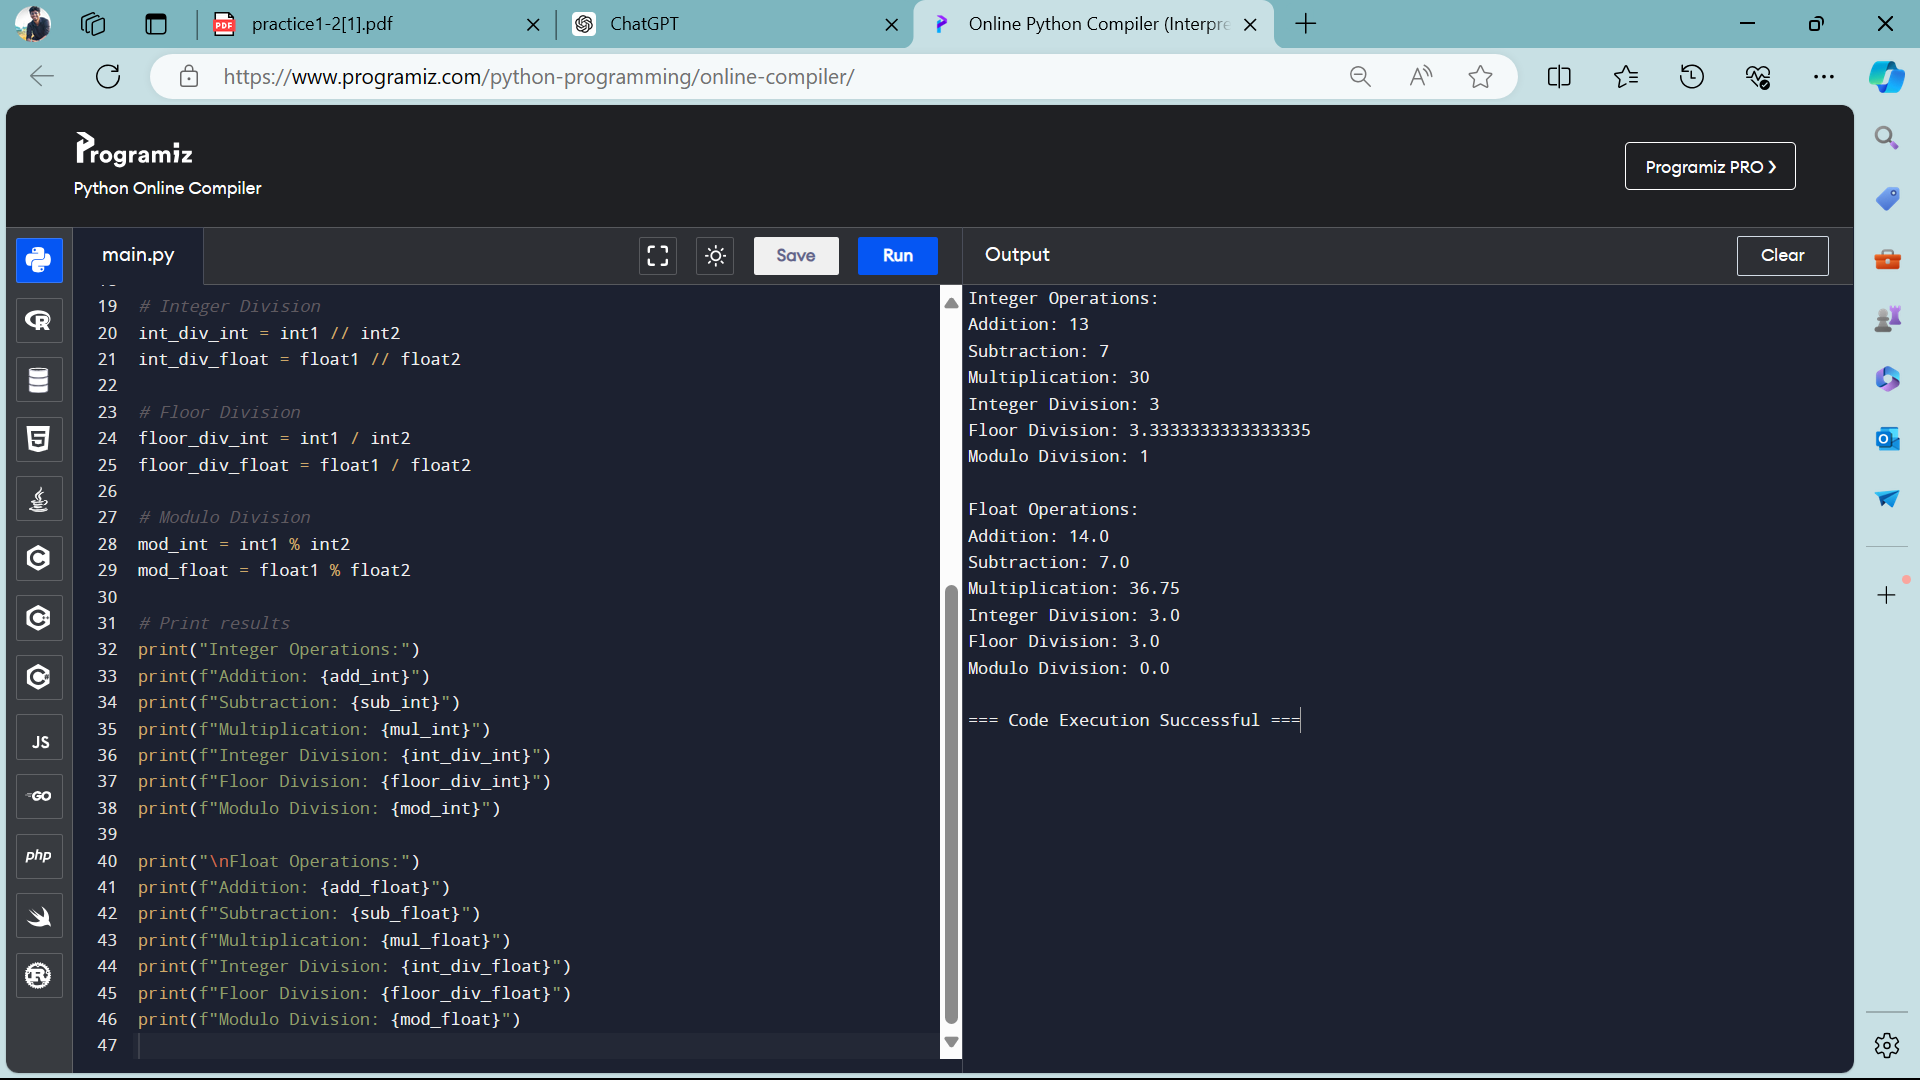 practice1-2[1].pdf
ChatGPT
Online Python Compiler (Interpre
https://www.programiz.com/python-programming/online-compiler/
Programiz
Python Online Compiler
Programiz PRO ❯
main.py
Save
Run
Output
Clear
19 # Integer Division
20 int_div_int = int1 // int2
21 int_div_float = float1 // float2
22
23 # Floor Division
24 floor_div_int = int1 / int2
25 floor_div_float = float1 / float2
26
27 # Modulo Division
28 mod_int = int1 % int2
29 mod_float = float1 % float2
30
31 # Print results
32 print("Integer Operations:")
33 print(f"Addition: {add_int}")
34 print(f"Subtraction: {sub_int}")
35 print(f"Multiplication: {mul_int}")
36 print(f"Integer Division: {int_div_int}")
37 print(f"Floor Division: {floor_div_int}")
38 print(f"Modulo Division: {mod_int}")
39
40 print("\nFloat Operations:")
41 print(f"Addition: {add_float}")
42 print(f"Subtraction: {sub_float}")
43 print(f"Multiplication: {mul_float}")
44 print(f"Integer Division: {int_div_float}")
45 print(f"Floor Division: {floor_div_float}")
46 print(f"Modulo Division: {mod_float}")
47
Integer Operations:
Addition: 13
Subtraction: 7
Multiplication: 30
Integer Division: 3
Floor Division: 3.3333333333333335
Modulo Division: 1
Float Operations:
Addition: 14.0
Subtraction: 7.0
Multiplication: 36.75
Integer Division: 3.0
Floor Division: 3.0
Modulo Division: 0.0
=== Code Execution Successful ===
JS
GO
php